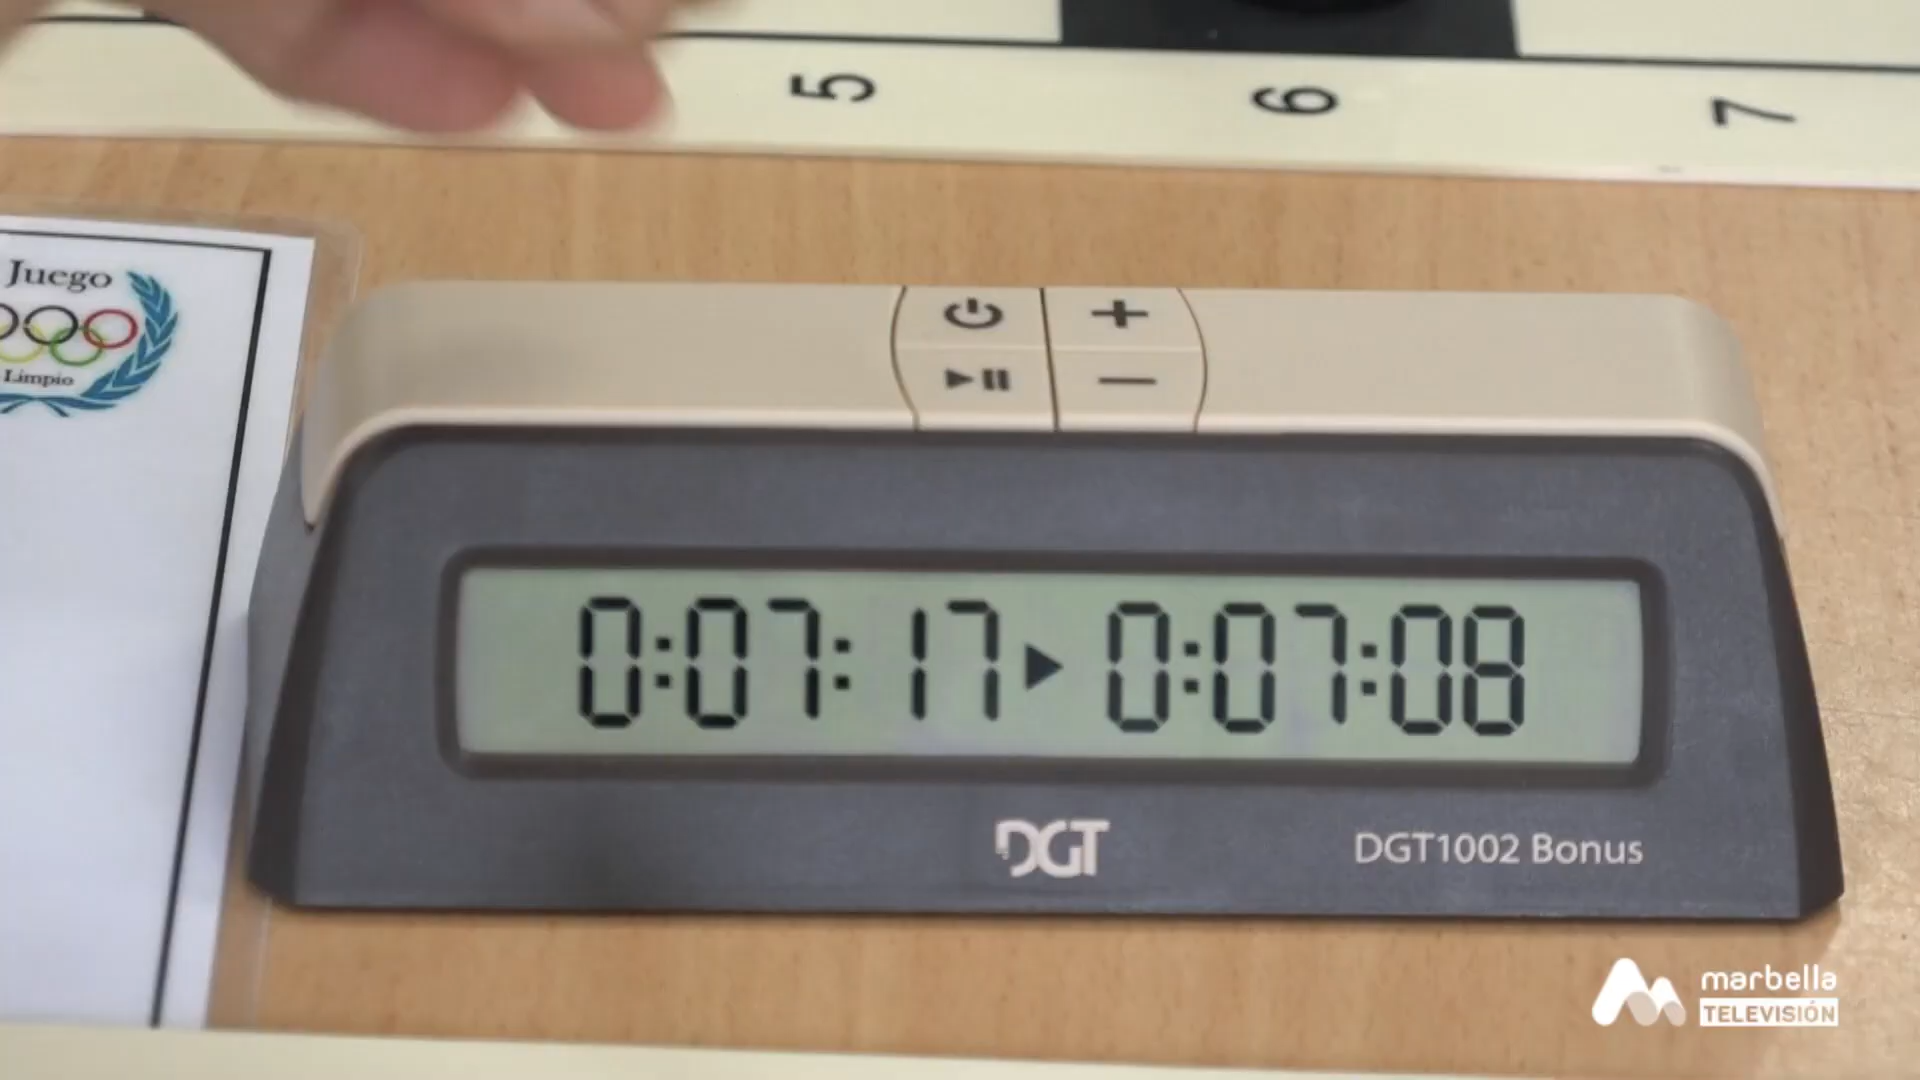 5
6
7
Juego
Limpio
+
−
0:07:17 ▶ 0:07:08
DGT
DGT1002 Bonus
marbella
TELEVISIÓN